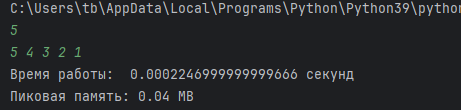 C:\Users\tb\AppData\Local\Programs\Python\Python39\python
5
5 4 3 2 1
Время работы:  0.0002246999999999666 секунд
Пиковая память: 0.04 MB